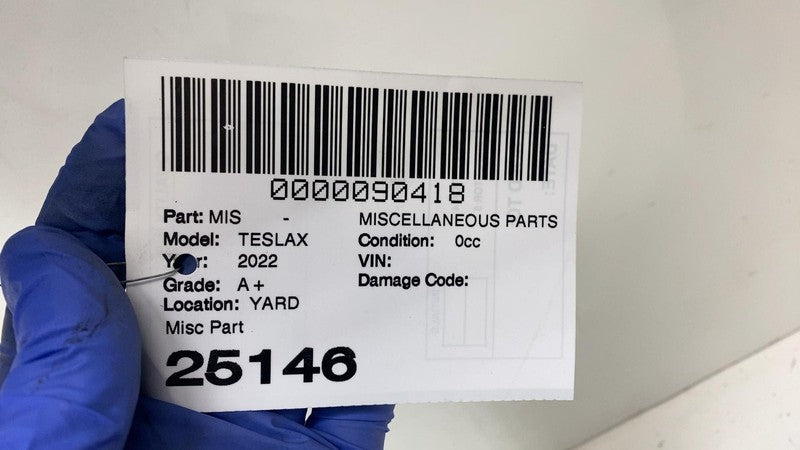 0000090418
Part: MIS - MISCELLANEOUS PARTS
Model: TESLAX Condition: 0cc
Year: 2022 VIN:
Grade: A+ Damage Code:
Location: YARD
Misc Part
25146